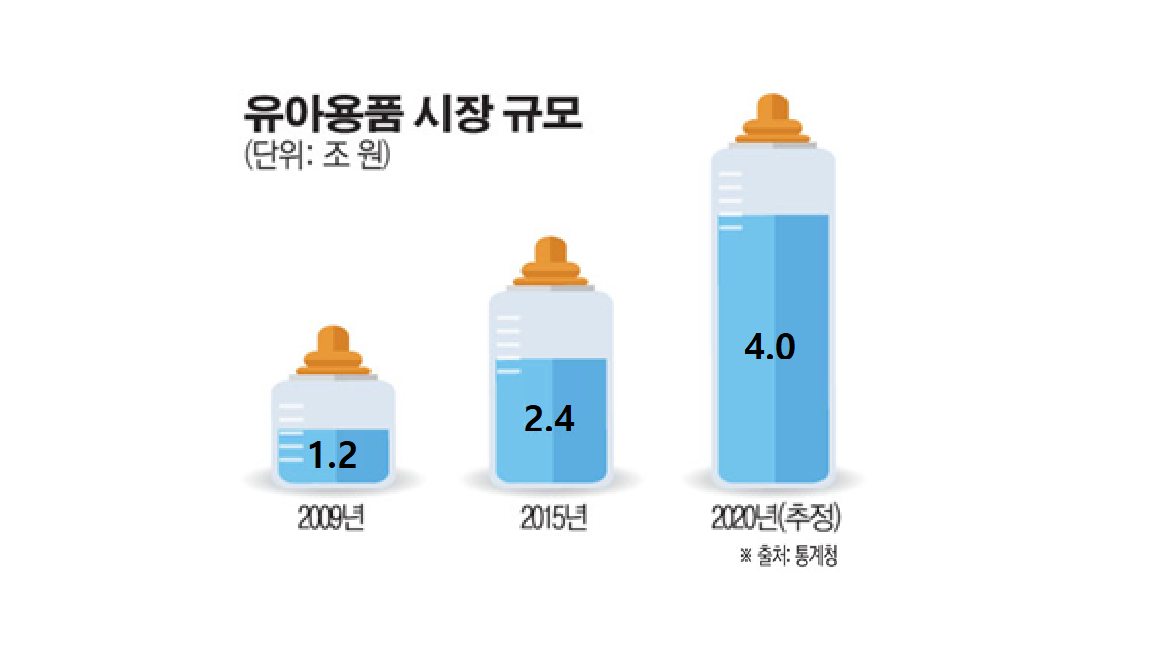 유아용품 시장 규모
(단위: 조 원)
1.2
2.4
4.0
2009년
2015년
2020년(추정)
※ 출처: 통계청